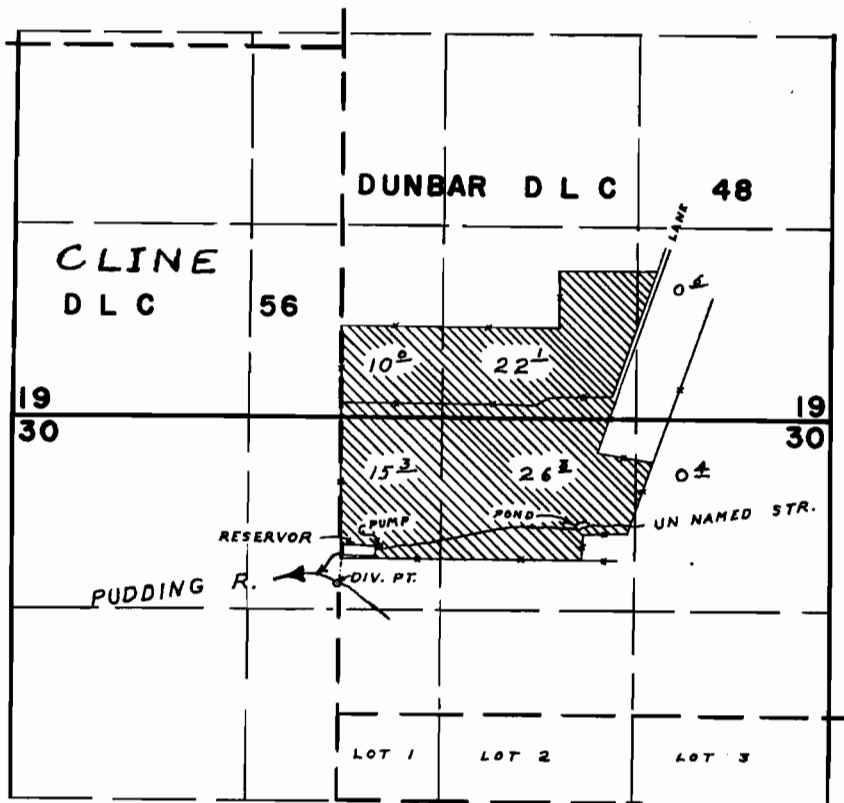 DUNBAR D L C 48
LANE
CLINE
D L C 56
0 6
10 0
22 1
19
30
19
30
15 3
26 8
0 4
POND
UN NAMED STR.
RESERVOR
PUMP
PUDDING R.
DIV. PT.
LOT 1
LOT 2
LOT 3